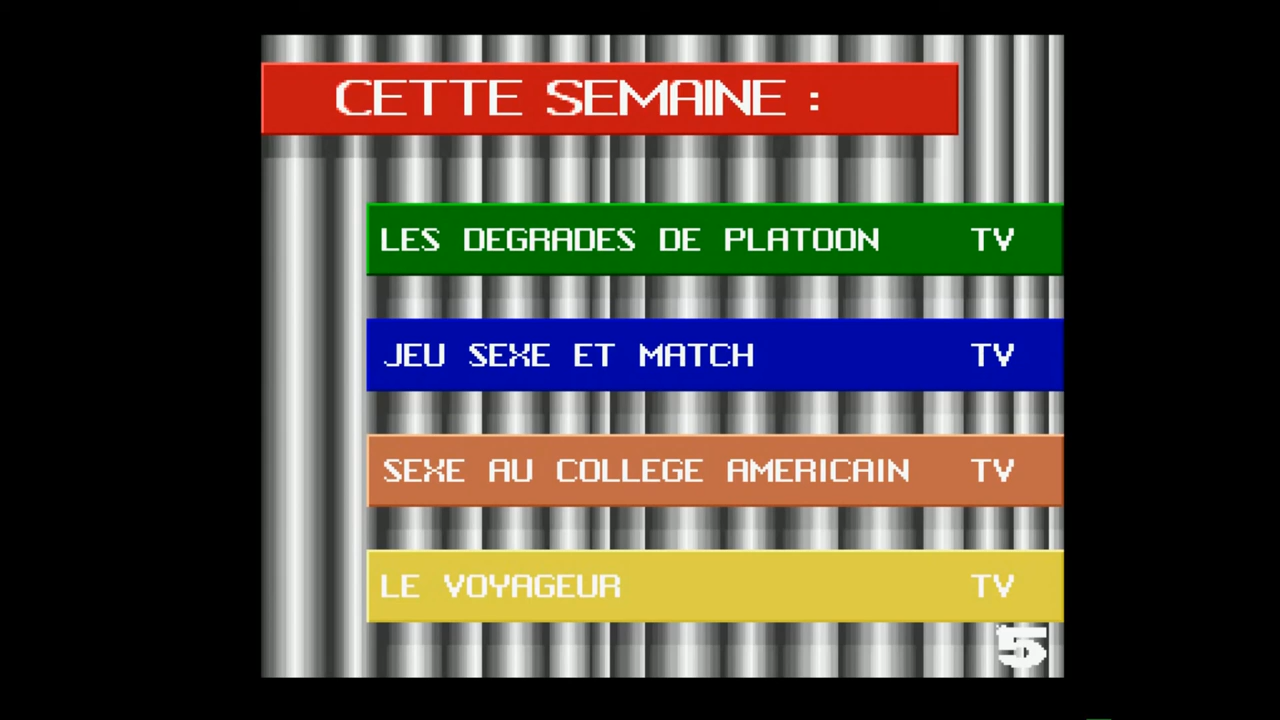 CETTE SEMAINE :
LES DEGRADES DE PLATOON TV
JEU SEXE ET MATCH TV
SEXE AU COLLEGE AMERICAIN TV
LE VOYAGEUR TV
5